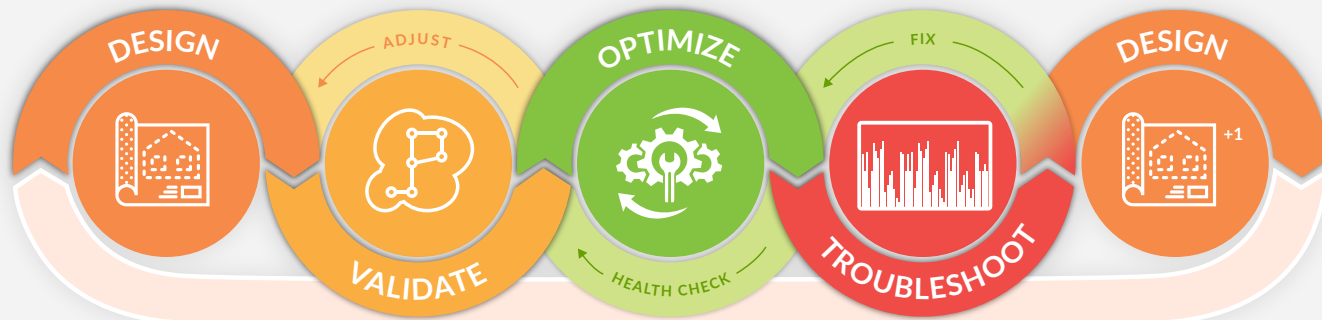 DESIGN
ADJUST
VALIDATE
OPTIMIZE
HEALTH CHECK
FIX
TROUBLESHOOT
DESIGN
+1